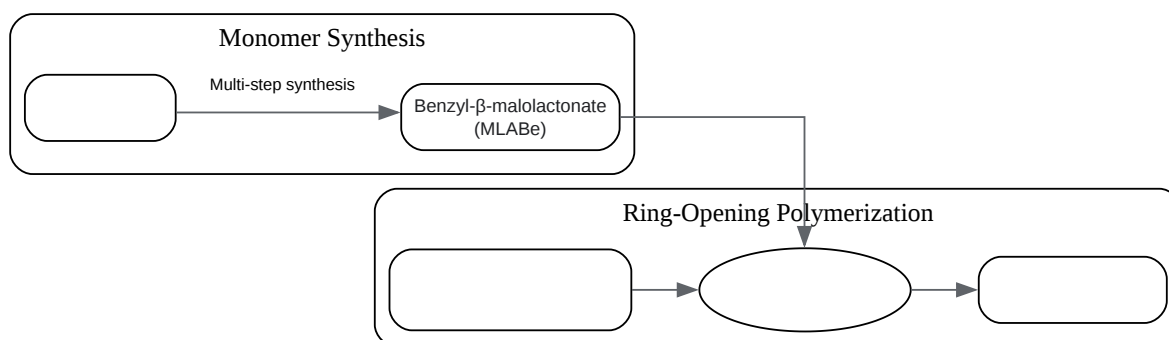 Monomer Synthesis
Multi-step synthesis
Benzyl-β-malolactonate
(MLABe)
Ring-Opening Polymerization